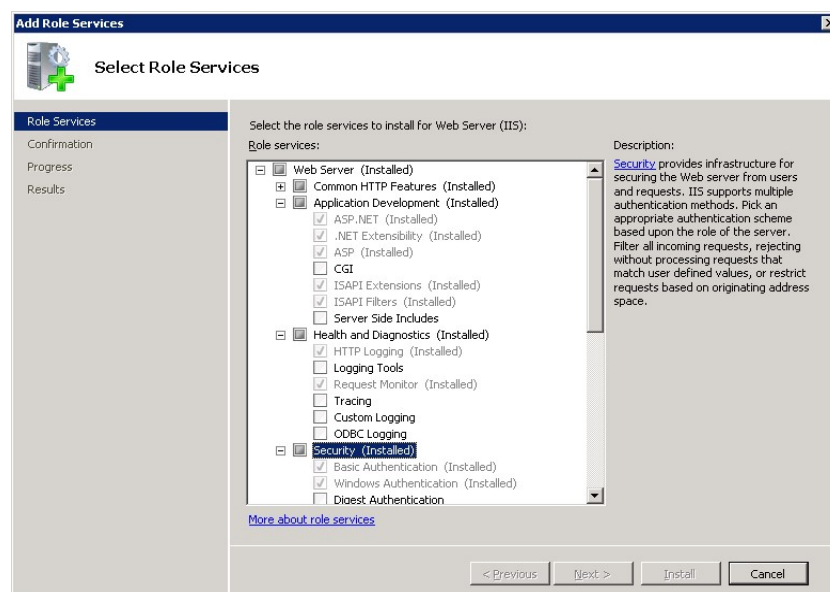 Add Role Services
Select Role Services
Role Services
Confirmation
Progress
Results
Select the role services to install for Web Server (IIS):
Role services:
Web Server (Installed)
Common HTTP Features (Installed)
Application Development (Installed)
ASP.NET (Installed)
.NET Extensibility (Installed)
ASP (Installed)
CGI
ISAPI Extensions (Installed)
ISAPI Filters (Installed)
Server Side Includes
Health and Diagnostics (Installed)
HTTP Logging (Installed)
Logging Tools
Request Monitor (Installed)
Tracing
Custom Logging
ODBC Logging
Security (Installed)
Basic Authentication (Installed)
Windows Authentication (Installed)
Digest Authentication
More about role services
Description:
Security provides infrastructure for
securing the Web server from users
and requests. IIS supports multiple
authentication methods. Pick an
appropriate authentication scheme
based upon the role of the server.
Filter all incoming requests, rejecting
without processing requests that
match user defined values, or restrict
requests based on originating address
space.
< Previous
Next >
Install
Cancel